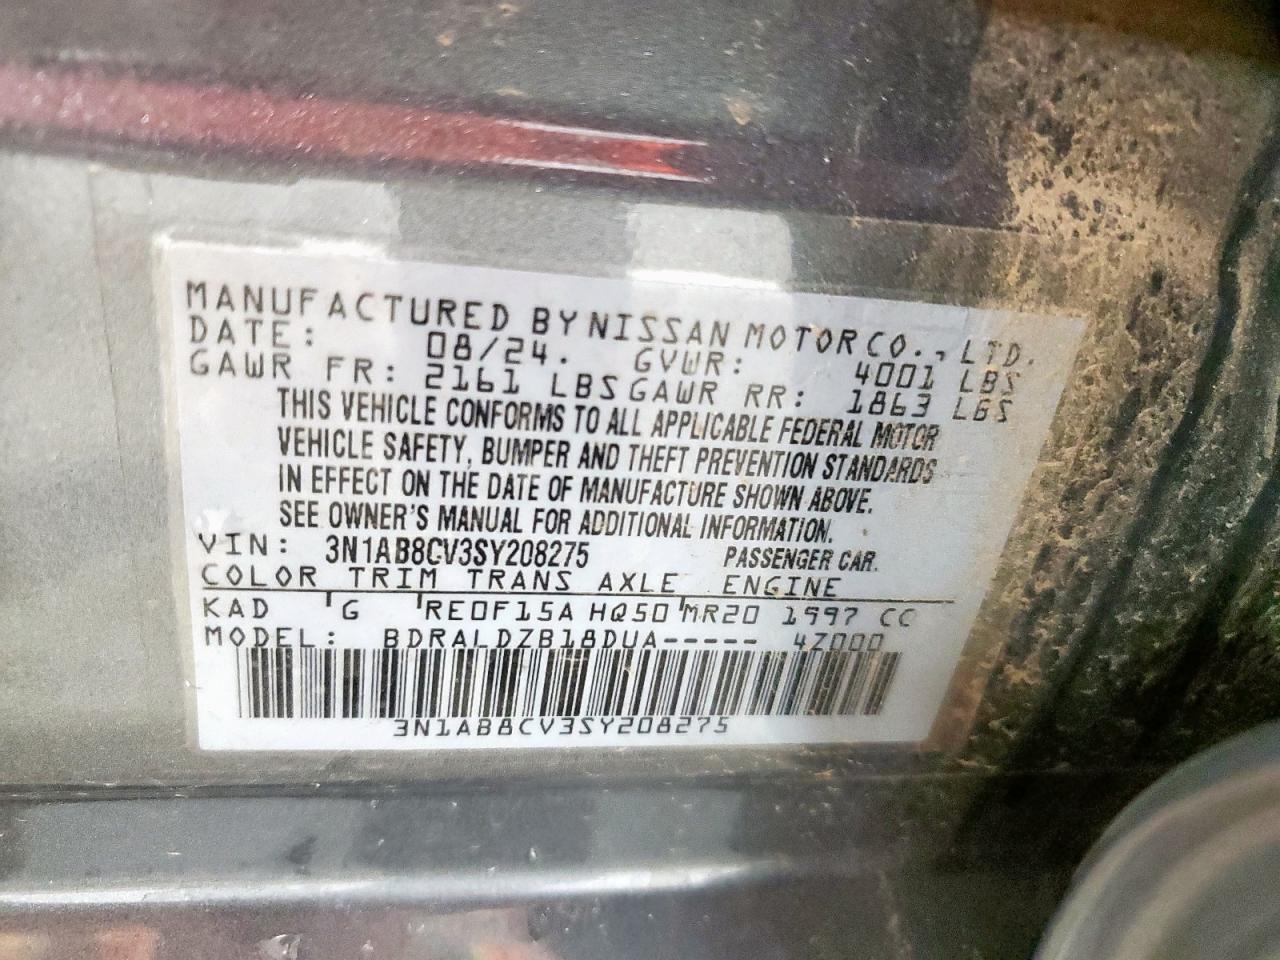 MANUFACTURED BY NISSAN MOTOR CO., LTD.
DATE: 08/24. GVWR: 4001 LBS
GAWR FR: 2161 LBS GAWR RR: 1863 LBS
THIS VEHICLE CONFORMS TO ALL APPLICABLE FEDERAL MOTOR
VEHICLE SAFETY, BUMPER AND THEFT PREVENTION STANDARDS
IN EFFECT ON THE DATE OF MANUFACTURE SHOWN ABOVE.
SEE OWNER'S MANUAL FOR ADDITIONAL INFORMATION.
VIN: 3N1AB8CV3SY208275 PASSENGER CAR.
COLOR TRIM TRANS AXLE ENGINE
KAD G RE0F15A HQ50 MR20 1997 CC
MODEL: BDRALDZB18DUA----- 4Z000
3N1AB8CV3SY208275